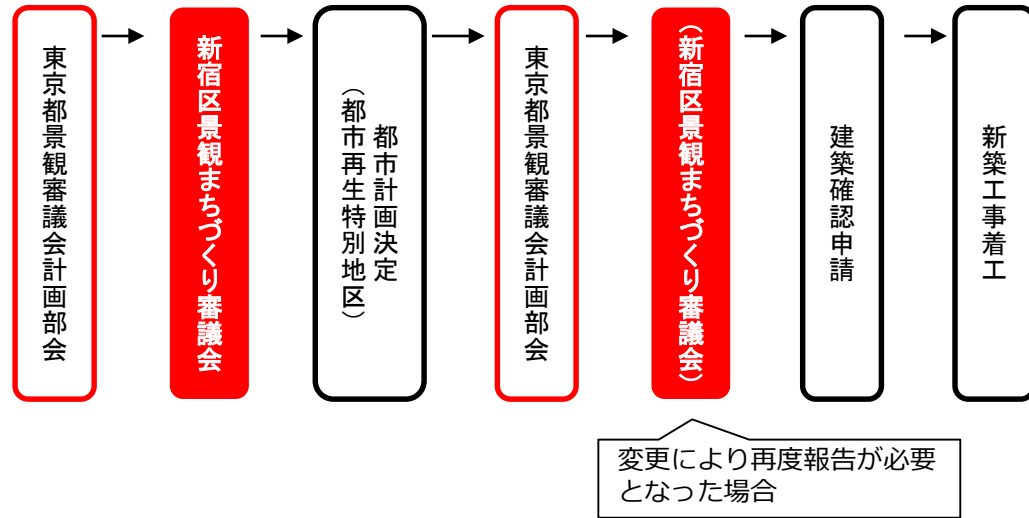 東京都景観審議会計画部会
新宿区景観まちづくり審議会
都市計画決定
（都市再生特別地区）
東京都景観審議会計画部会
（新宿区景観まちづくり審議会）
建築確認申請
新築工事着工
変更により再度報告が必要
となった場合